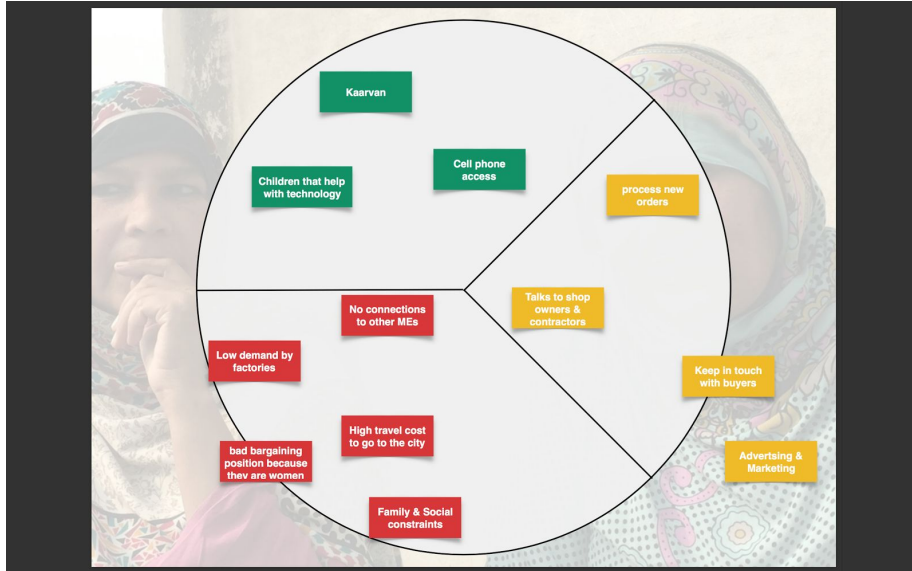 Kaarvan
Cell phone
access
Children that help
with technology
process new
orders
Talks to shop
owners &
contractors
Keep in touch
with buyers
Advertsing &
Marketing
No connections
to other MEs
Low demand by
factories
High travel cost
to go to the city
bad bargaining
position because
they are women
Family & Social
constraints